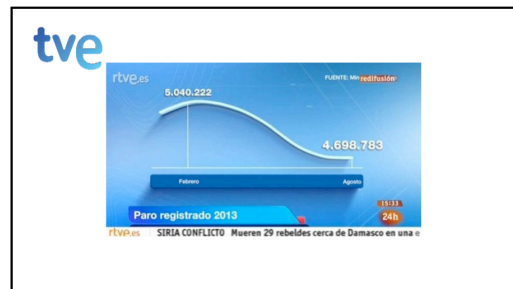 tve
rtve.es
FUENTE: Min redifusión
5.040.222
4.698.783
Febrero
Agosto
15:33
Paro registrado 2013
24h
rtve.es SIRIA CONFLICTO Mueren 29 rebeldes cerca de Damasco en una e